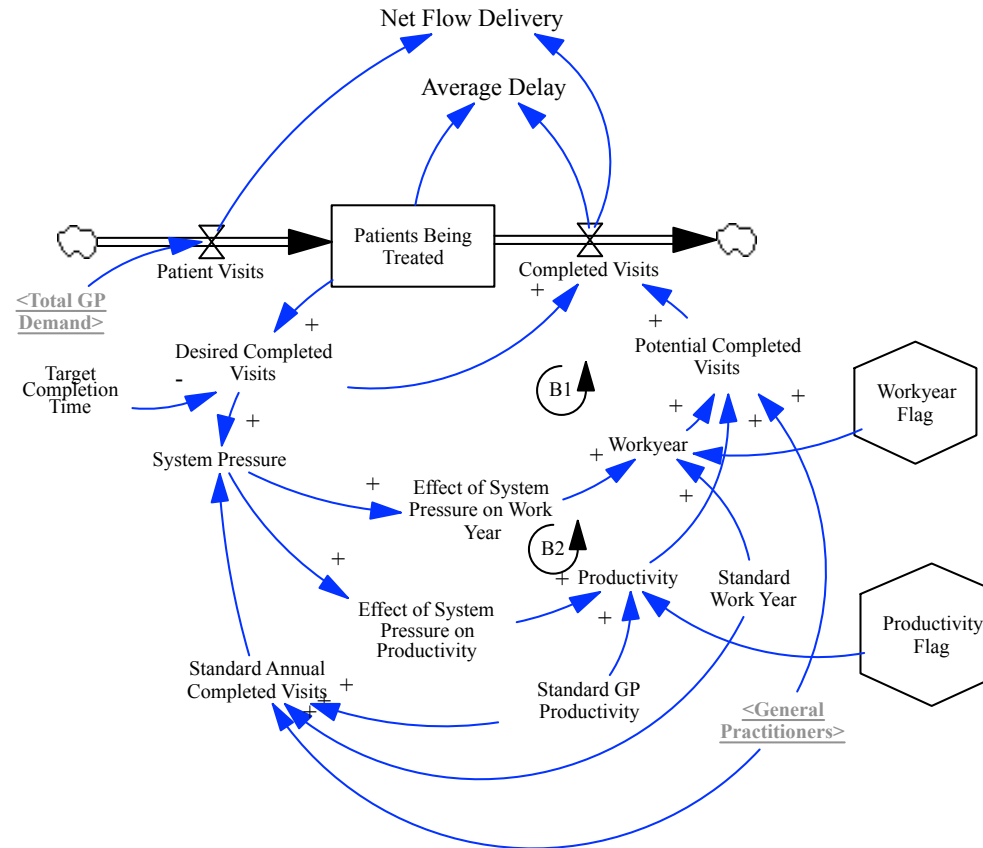 Net Flow Delivery
Average Delay
Patients Being
Treated
Patient Visits
Completed Visits
<Total GP
Demand>
+
+
+
Desired Completed
Visits
Potential Completed
Visits
Target
Completion
Time
-
B1
Workyear
Flag
+
+
+
+
System Pressure
+
Workyear
+
Effect of System
Pressure on Work
Year
+
B2
+
+
Productivity
Standard
Work Year
+
Effect of System
Pressure on
Productivity
Productivity
Flag
Standard Annual
Completed Visits
+
+
+
Standard GP
Productivity
<General
Practitioners>